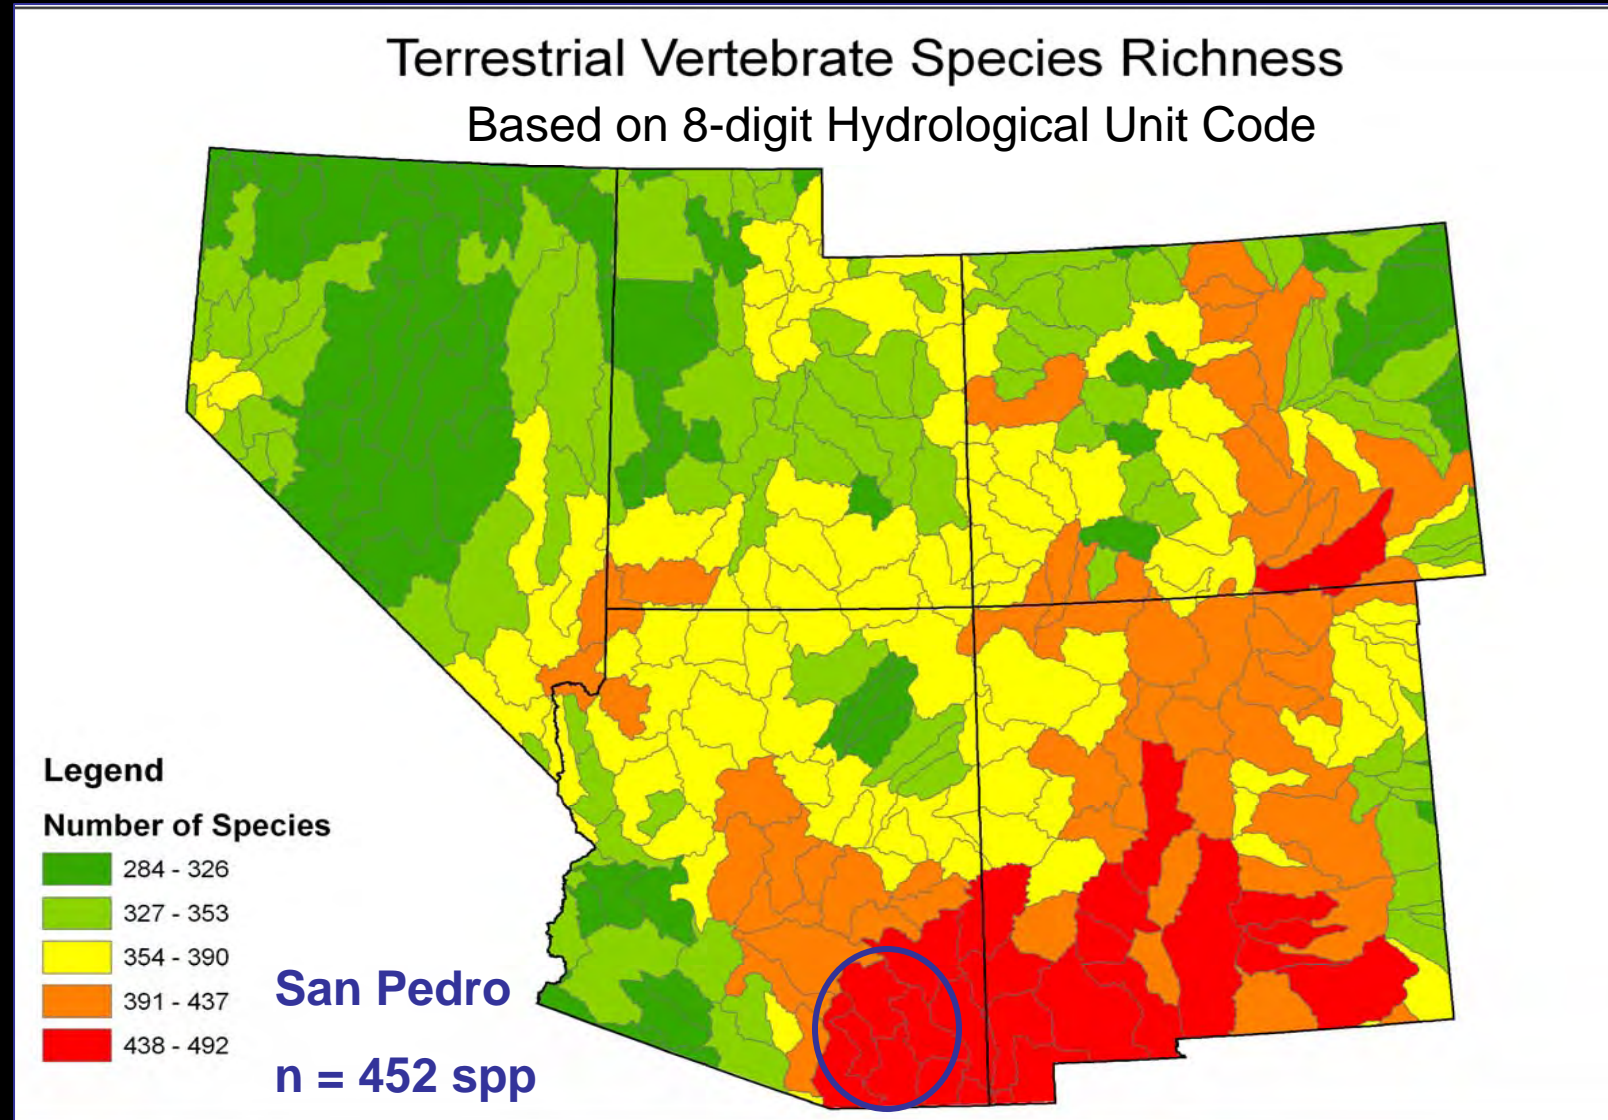 Terrestrial Vertebrate Species Richness
Based on 8-digit Hydrological Unit Code
Legend
Number of Species
284 - 326
327 - 353
354 - 390
391 - 437
438 - 492
San Pedro
n = 452 spp